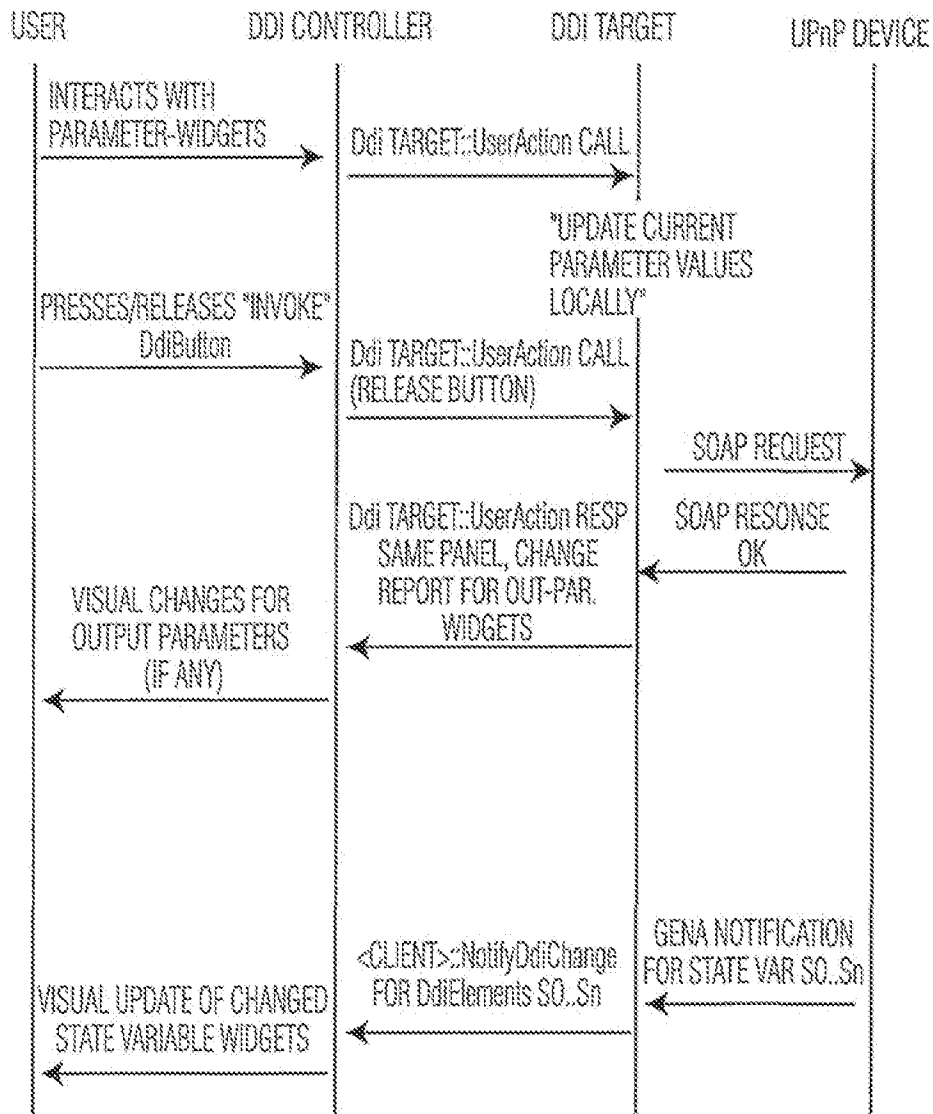 USER
DDI CONTROLLER
DDI TARGET
UPnP DEVICE
INTERACTS WITH
PARAMETER-WIDGETS
Ddi TARGET::UserAction CALL
"UPDATE CURRENT
PARAMETER VALUES
LOCALLY"
PRESSES/RELEASES "INVOKE"
DdiButton
Ddi TARGET::UserAction CALL
(RELEASE BUTTON)
SOAP REQUEST
Ddi TARGET::UserAction RESP
SAME PANEL, CHANGE
REPORT FOR OUT-PAR.
WIDGETS
SOAP RESONSE
OK
VISUAL CHANGES FOR
OUTPUT PARAMETERS
(IF ANY)
GENA NOTIFICATION
FOR STATE VAR S0..Sn
<CLIENT>::NotifyDdiChange
FOR DdiElements S0..Sn
VISUAL UPDATE OF CHANGED
STATE VARIABLE WIDGETS